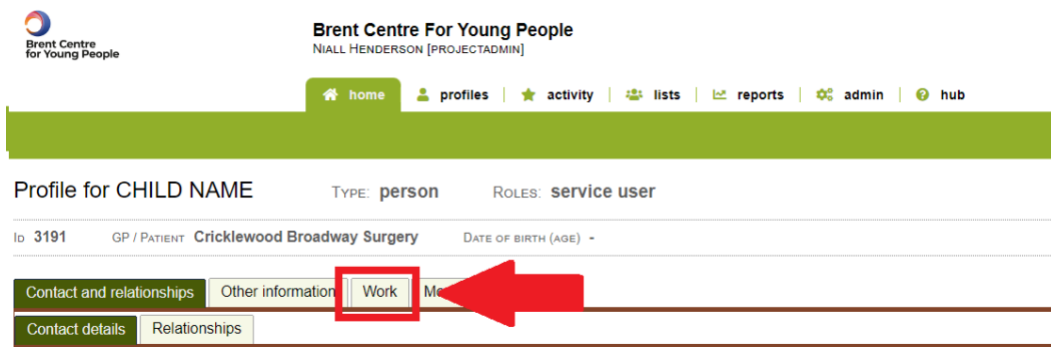 Brent Centre
for Young People
Brent Centre For Young People
NIALL HENDERSON [PROJECTADMIN]
home profiles activity lists reports admin hub
Profile for CHILD NAME TYPE: person ROLES: service user
ID 3191 GP / PATIENT Cricklewood Broadway Surgery DATE OF BIRTH (AGE) -
Contact and relationships Other information Work
Contact details Relationships